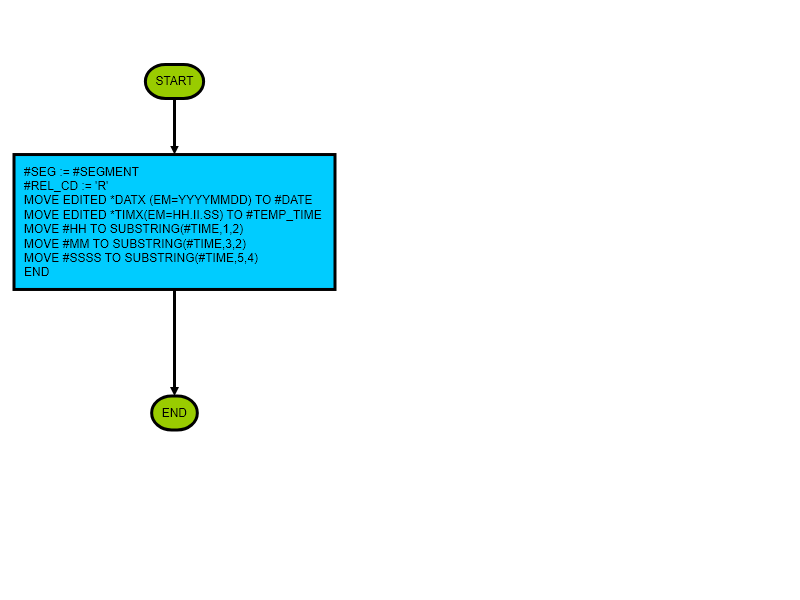 START
#SEG := #SEGMENT
#REL_CD := 'R'
MOVE EDITED *DATX (EM=YYYYMMDD) TO #DATE
MOVE EDITED *TIMX(EM=HH.II.SS) TO #TEMP_TIME
MOVE #HH TO SUBSTRING(#TIME,1,2)
MOVE #MM TO SUBSTRING(#TIME,3,2)
MOVE #SSSS TO SUBSTRING(#TIME,5,4)
END
END